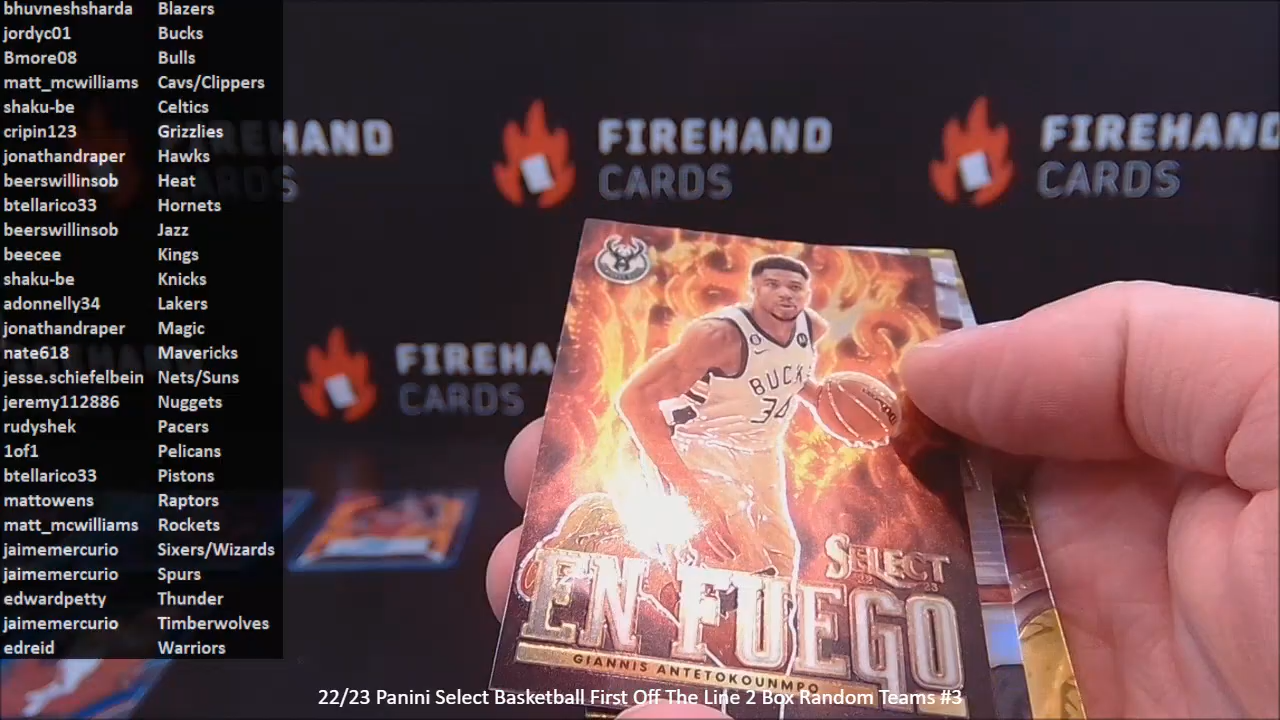 bhuvneshsharda Blazers
jordyc01 Bucks
Bmore08 Bulls
matt_mcwilliams Cavs/Clippers
shaku-be Celtics
cripin123 Grizzlies
jonathandraper Hawks
beerswillinsob Heat
btellarico33 Hornets
beerswillinsob Jazz
beecee Kings
shaku-be Knicks
adonnelly34 Lakers
jonathandraper Magic
nate618 Mavericks
jesse.schiefelbein Nets/Suns
jeremy112886 Nuggets
rudyshek Pacers
1of1 Pelicans
btellarico33 Pistons
mattowens Raptors
matt_mcwilliams Rockets
jaimemercurio Sixers/Wizards
jaimemercurio Spurs
edwardpetty Thunder
jaimemercurio Timberwolves
edreid Warriors
FIREHAND
CARDS
FIREHAND
CARDS
FIREHAND
CARDS
FIREHA
CARDS
BUCKS
34
SELECT
EN FUEGO
GIANNIS ANTETOKOUNMPO
22/23 Panini Select Basketball First Off The Line 2 Box Random Teams #3